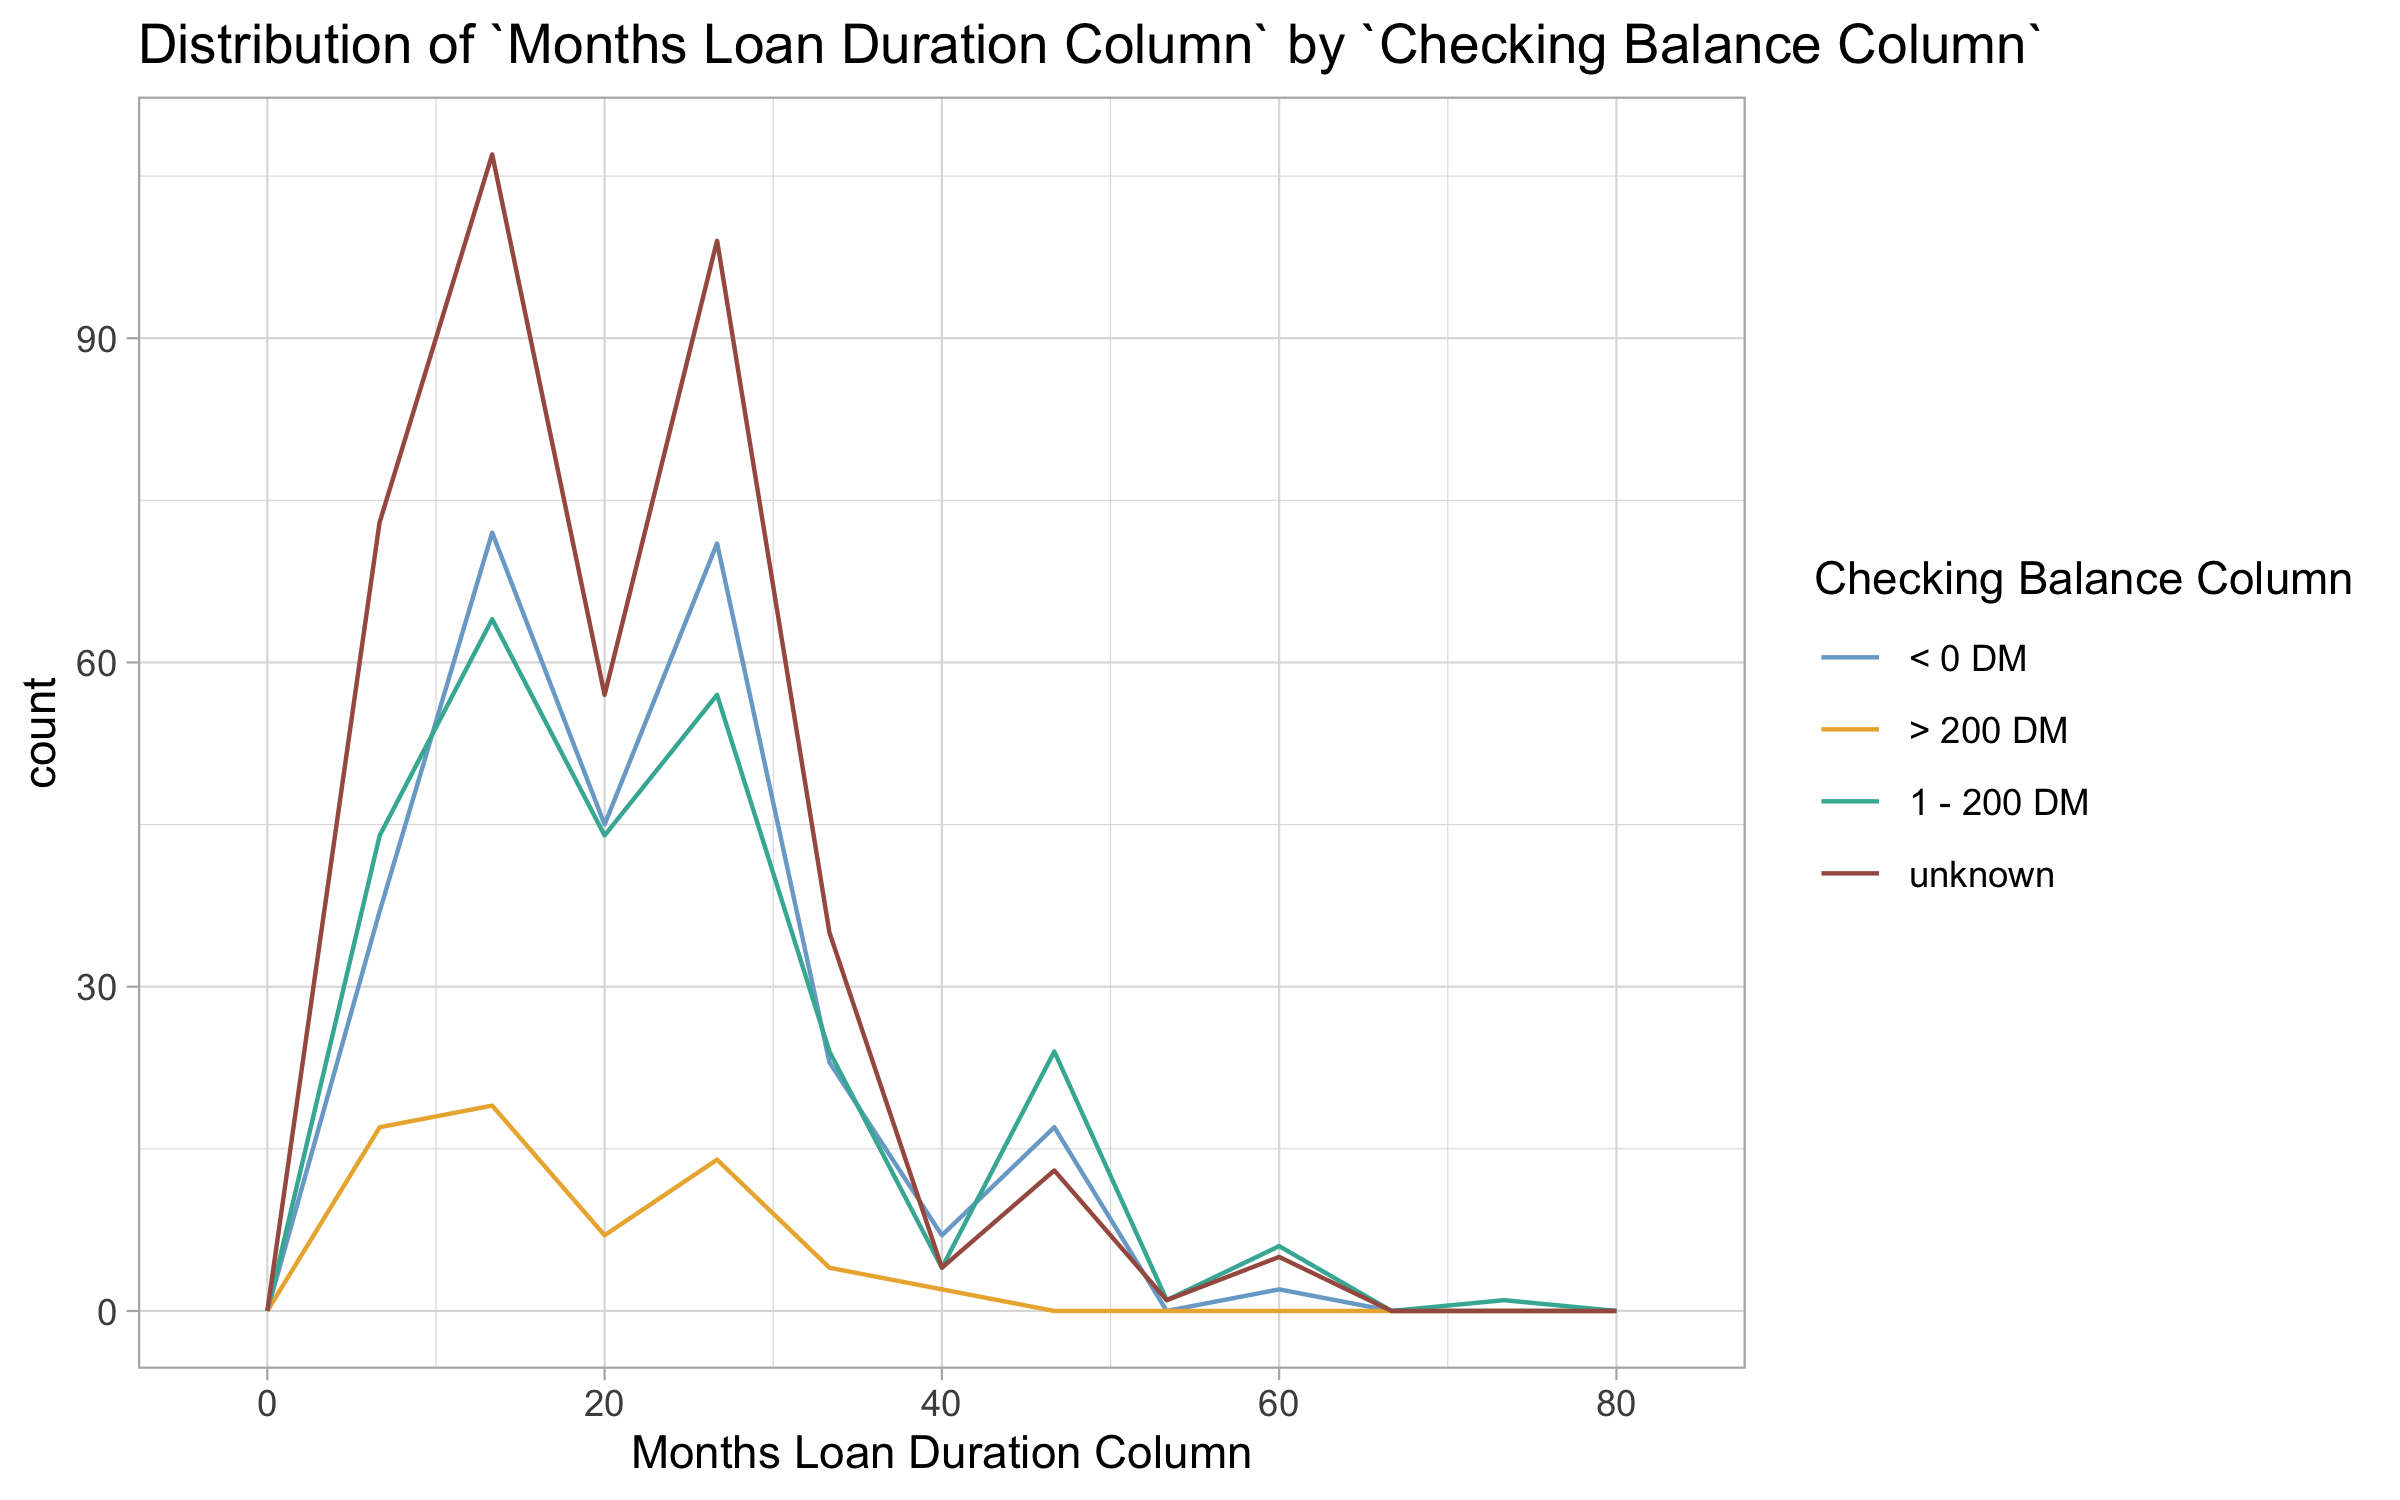 Distribution of `Months Loan Duration Column` by `Checking Balance Column`
count
90
60
30
0
0 20 40 60 80
Months Loan Duration Column
Checking Balance Column
< 0 DM
> 200 DM
1 - 200 DM
unknown